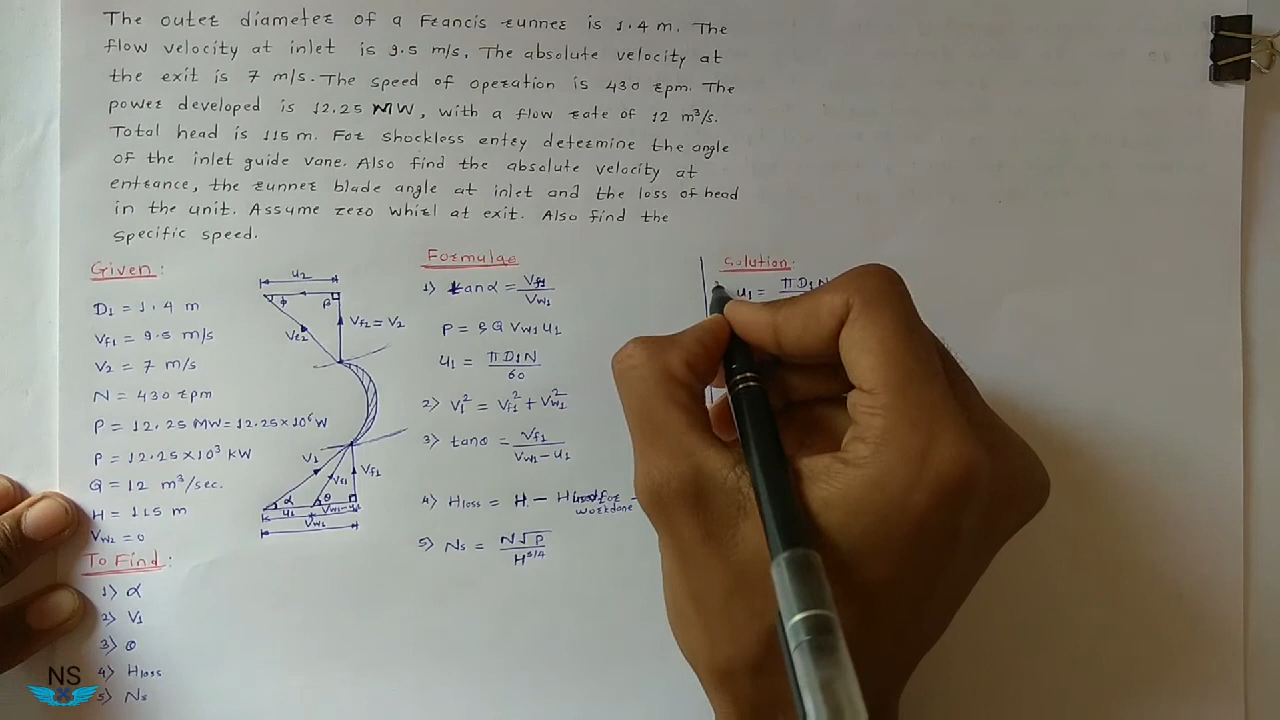 The outer diameter of a Francis runner is 1.4 m. The
flow velocity at inlet is 9.5 m/s. The absolute velocity at
the exit is 7 m/s. The speed of operation is 430 rpm. The
power developed is 12.25 MW, with a flow rate of 12 m³/s.
Total head is 115 m. For shockless entry determine the angle
of the inlet guide vane. Also find the absolute velocity at
entrance, the runner blade angle at inlet and the loss of head
in the unit. Assume zero whirl at exit. Also find the
specific speed.
Given :
D1 = 1.4 m
Vf1 = 9.5 m/s
V2 = 7 m/s
N = 430 rpm
P = 12.25 MW = 12.25 × 10⁶ W
P = 12.25 × 10³ KW
Q = 12 m³/sec.
H = 115 m
Vw2 = 0
To Find :
1) α
2) V1
3) θ
4) Hloss
5) Ns
NS
u2
ϕ
β
Vr2
Vf2 = V2
V1
Vr1
Vf1
α
θ
u1
Vw1-u1
Vw1
Formulae
1) tanα = Vf1/Vw1
P = ρ Q Vw1 u1
u1 = π D1 N / 60
2) V1² = Vf1² + Vw1²
3) tanθ = Vf1 / Vw1 - u1
4) Hloss = H - H for workdone -
5) Ns = N√P / H^5/4
Solution:
u1 = π D1 N